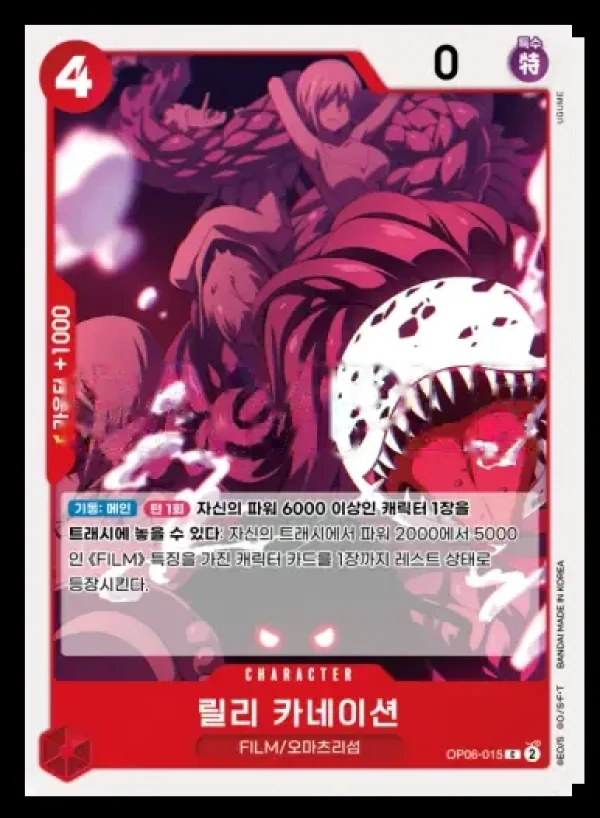 4
0
특수
特
UGUME
카운터 +1000
기동: 메인 턴 1회 자신의 파워 6000 이상인 캐릭터 1장을
트래시에 놓을 수 있다: 자신의 트래시에서 파워 2000에서 5000
인 《FILM》 특징을 가진 캐릭터 카드를 1장까지 레스트 상태로
등장시킨다.
CHARACTER
릴리 카네이션
FILM/오마츠리섬
OP06-015 C 2
©EO/S ©O/S·F·T BANDAI MADE IN KOREA